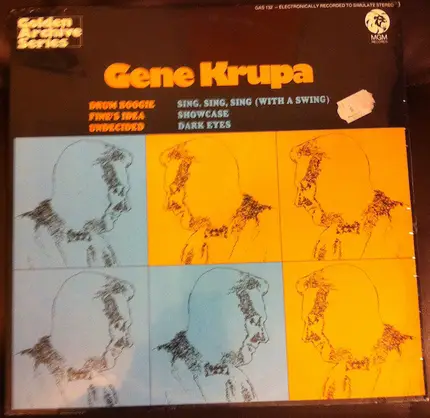 Golden
Archive
Series
GAS 132 - ELECTRONICALLY RECORDED TO SIMULATE STEREO
MGM
RECORDS
Gene Krupa
DRUM BOOGIE SING, SING, SING (WITH A SWING)
FINE'S IDEA SHOWCASE
UNDECIDED DARK EYES